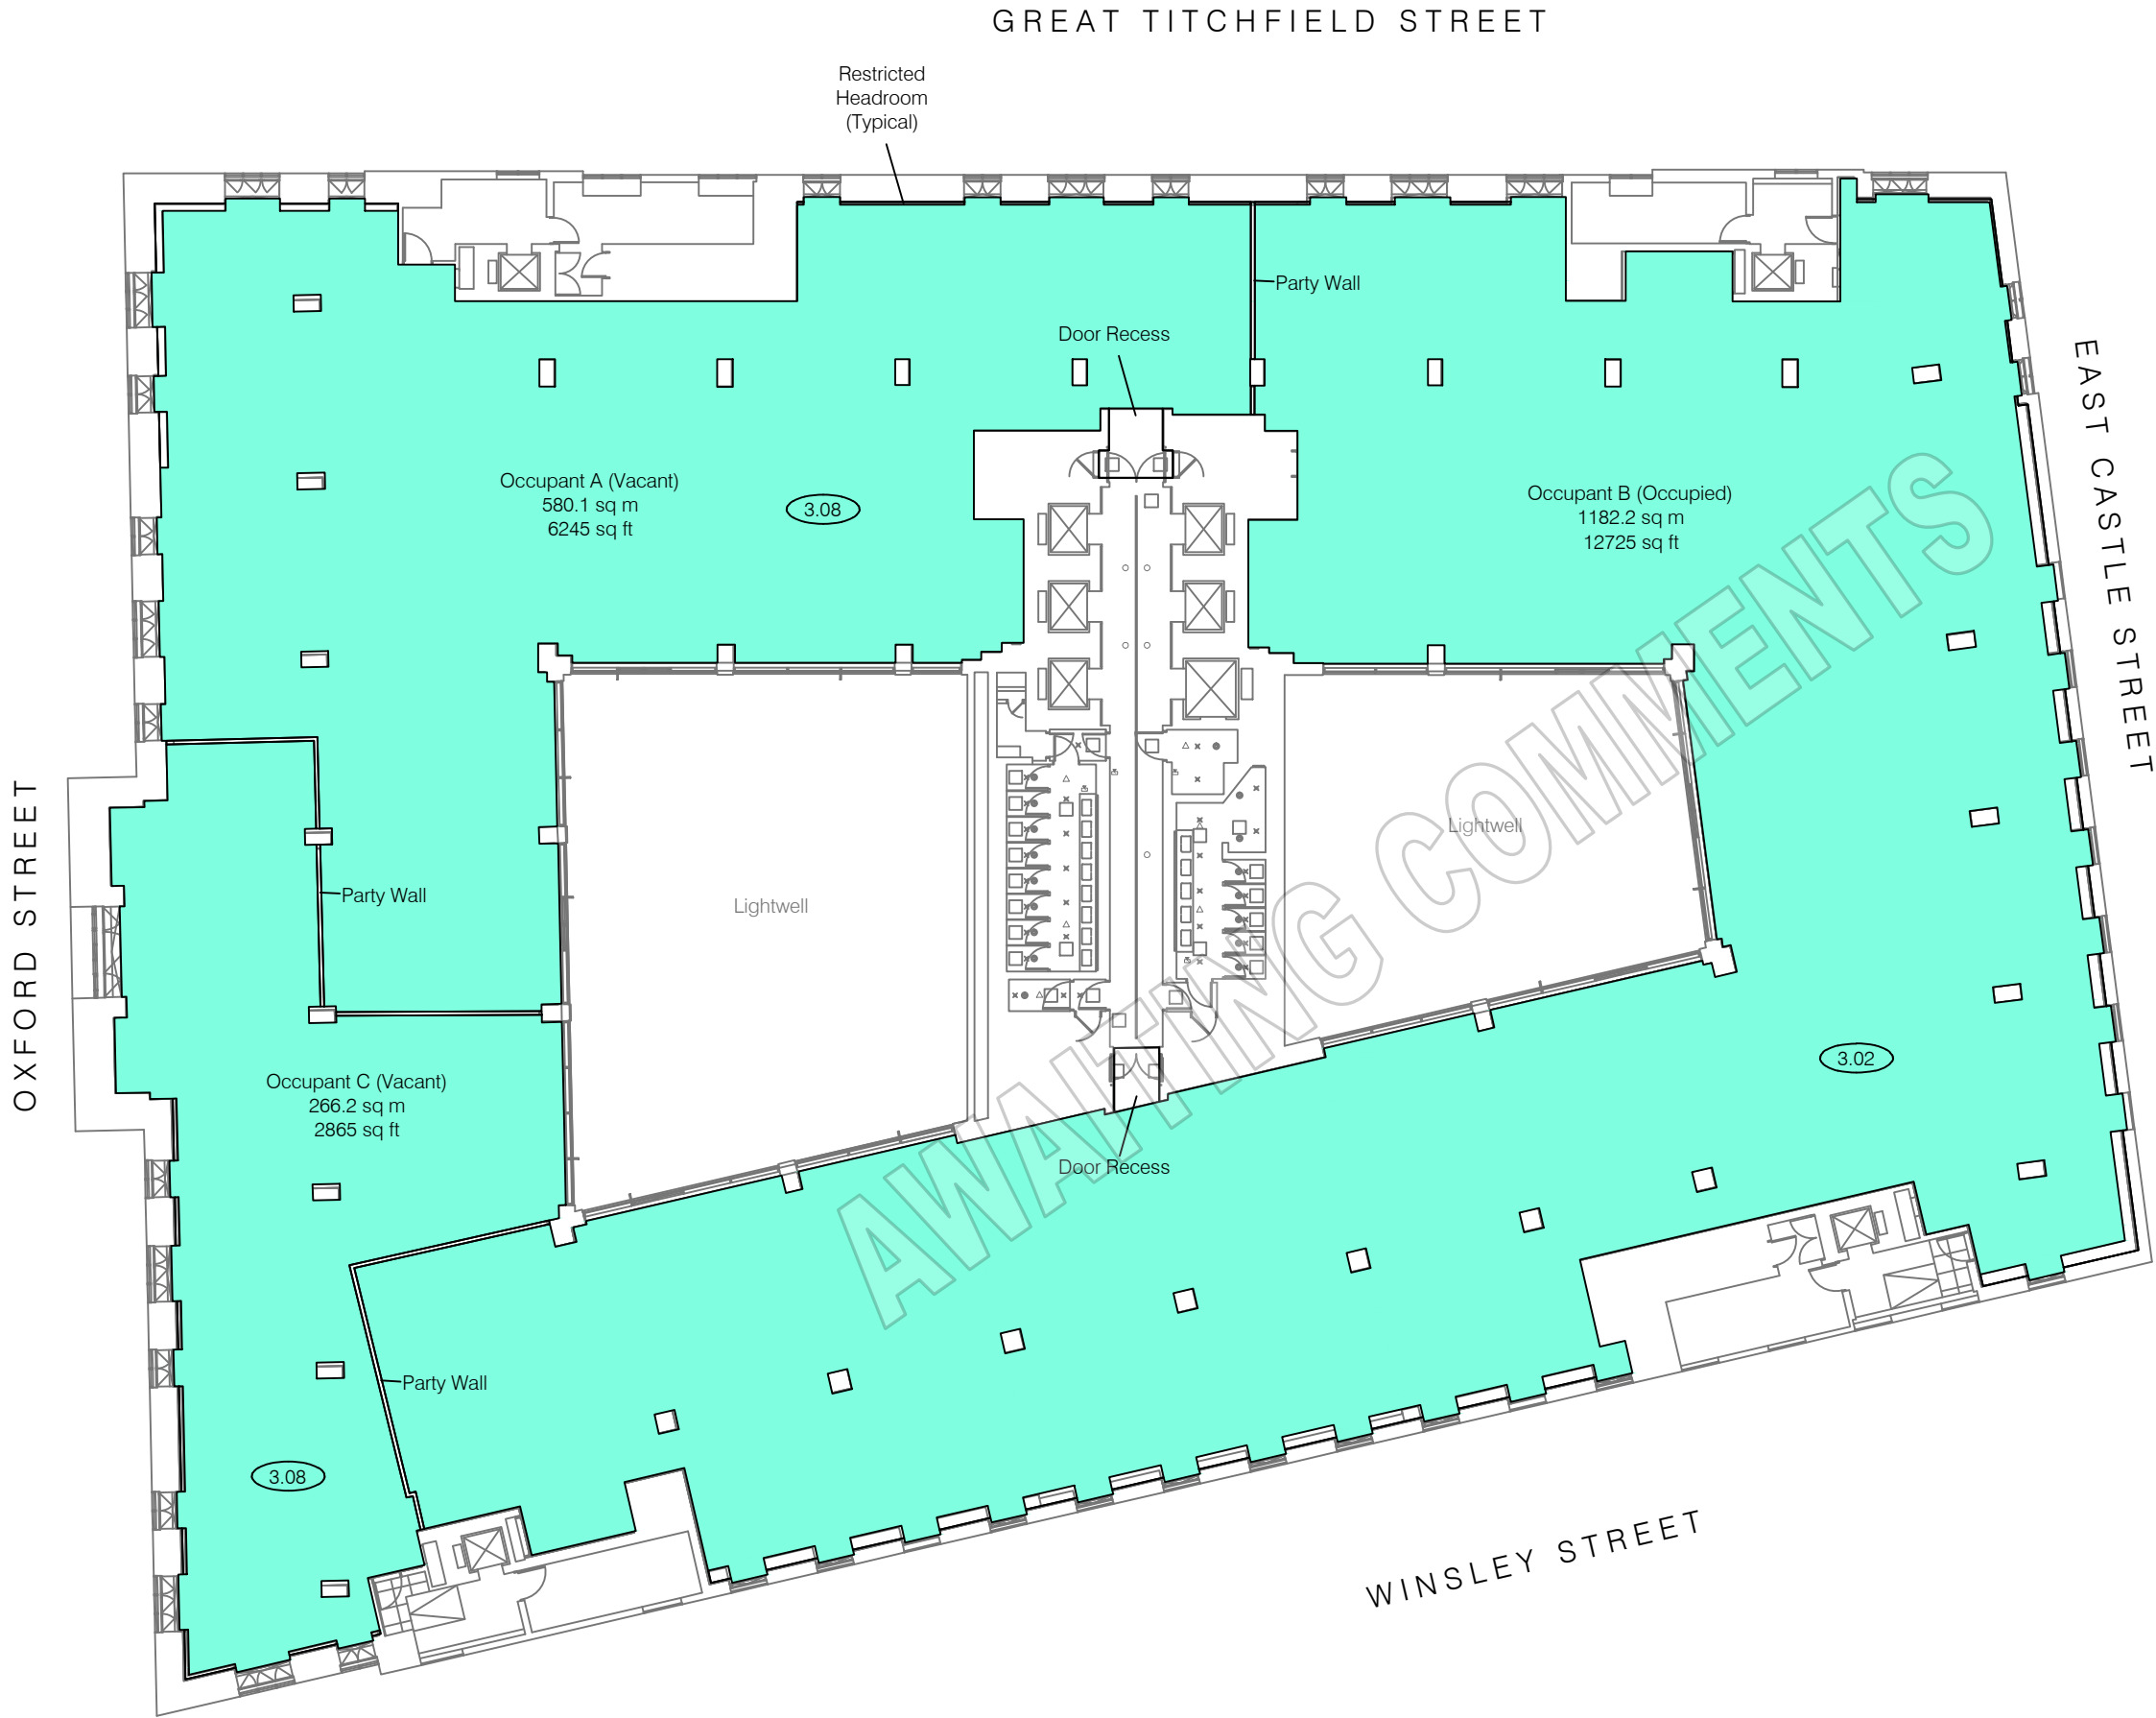 GREAT TITCHFIELD STREET
Restricted
Headroom
(Typical)
Party Wall
Door Recess
EAST CASTLE STREET
Occupant A (Vacant)
580.1 sq m
6245 sq ft
3.08
Occupant B (Occupied)
1182.2 sq m
12725 sq ft
AWAITING COMMENTS
OXFORD STREET
Lightwell
Party Wall
Lightwell
3.02
Occupant C (Vacant)
266.2 sq m
2865 sq ft
Door Recess
Party Wall
3.08
WINSLEY STREET